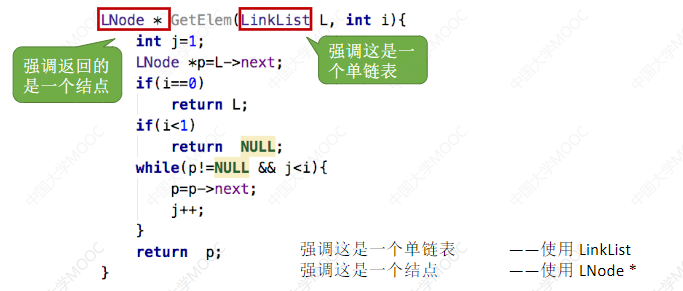 LNode * GetElem(LinkList L, int i){
int j=1;
LNode *p=L->next;
if(i==0)
return L;
if(i<1)
return NULL;
while(p!=NULL && j<i){
p=p->next;
j++;
}
return p;
}
强调返回的
是一个结点
强调这是一
个单链表
强调这是一个单链表 ——使用 LinkList
强调这是一个结点 ——使用 LNode *
中国大学MOOC